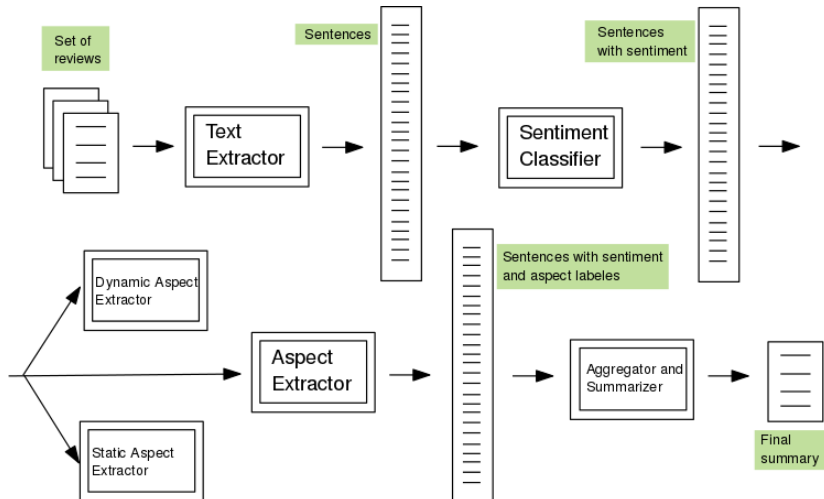 Set of
reviews
Text
Extractor
Sentences
Sentiment
Classifier
Sentences
with sentiment
Dynamic Aspect
Extractor
Static Aspect
Extractor
Aspect
Extractor
Sentences with sentiment
and aspect labeles
Aggregator and
Summarizer
Final
summary